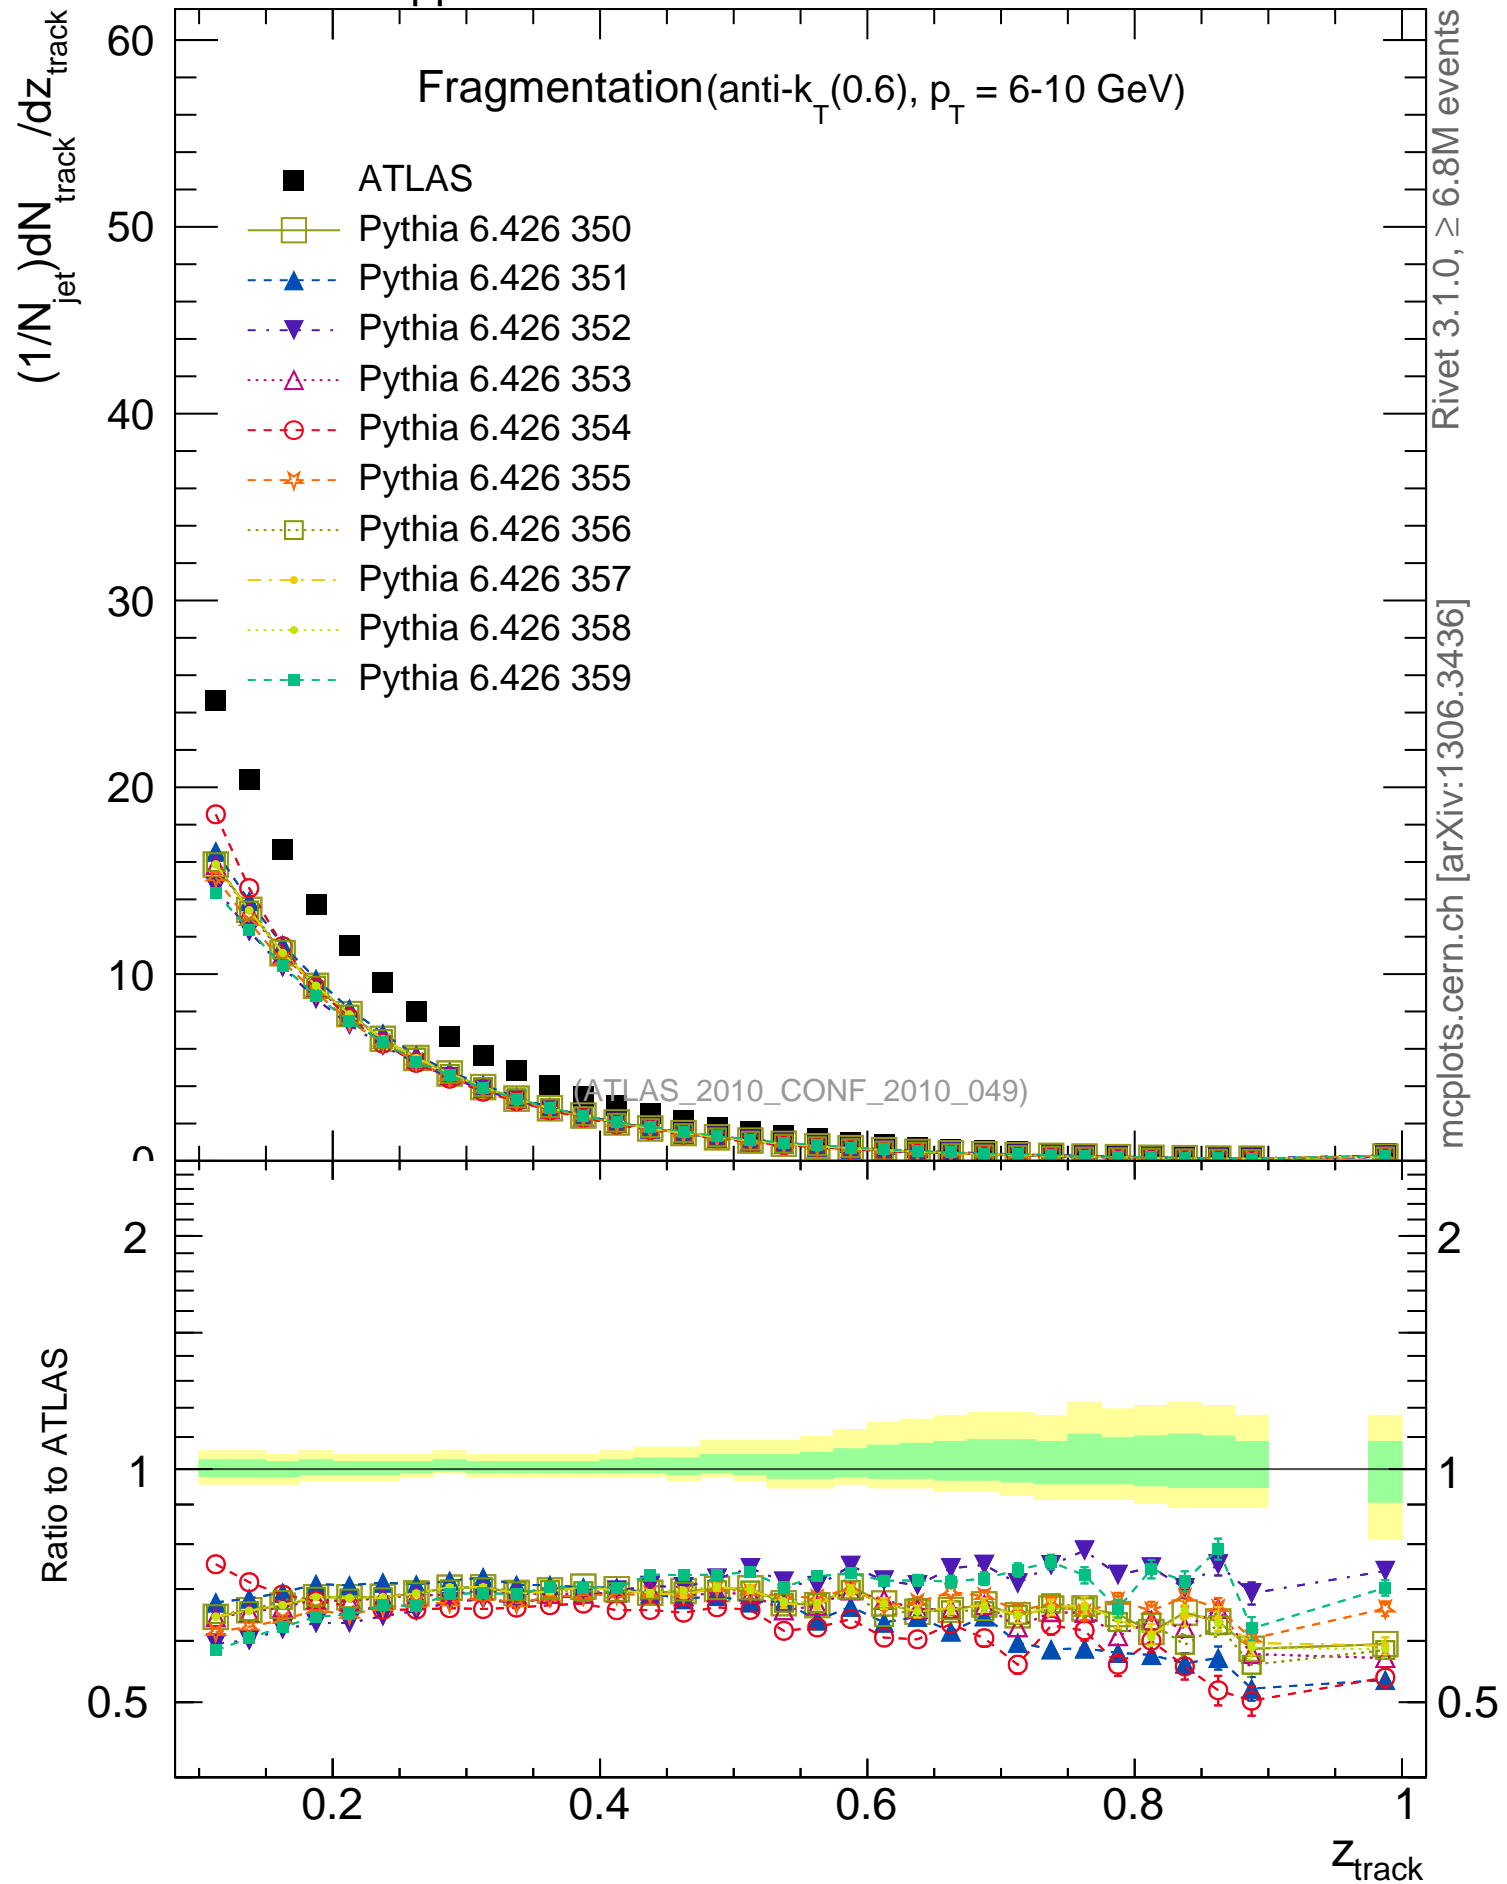 pp
Fragmentation (anti-k_T(0.6), p_T = 6-10 GeV)
(1/N_jet)dN_track/dz_track
60
50
40
30
20
10
0
ATLAS
Pythia 6.426 350
Pythia 6.426 351
Pythia 6.426 352
Pythia 6.426 353
Pythia 6.426 354
Pythia 6.426 355
Pythia 6.426 356
Pythia 6.426 357
Pythia 6.426 358
Pythia 6.426 359
(ATLAS_2010_CONF_2010_049)
Rivet 3.1.0, ≥ 6.8M events
mcplots.cern.ch [arXiv:1306.3436]
Ratio to ATLAS
2
1
0.5
2
1
0.5
0.2
0.4
0.6
0.8
1
z_track